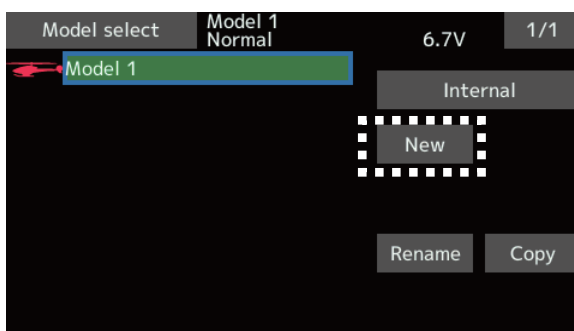 Model select
Model 1
Normal
6.7V
1/1
Model 1
Internal
New
Rename
Copy